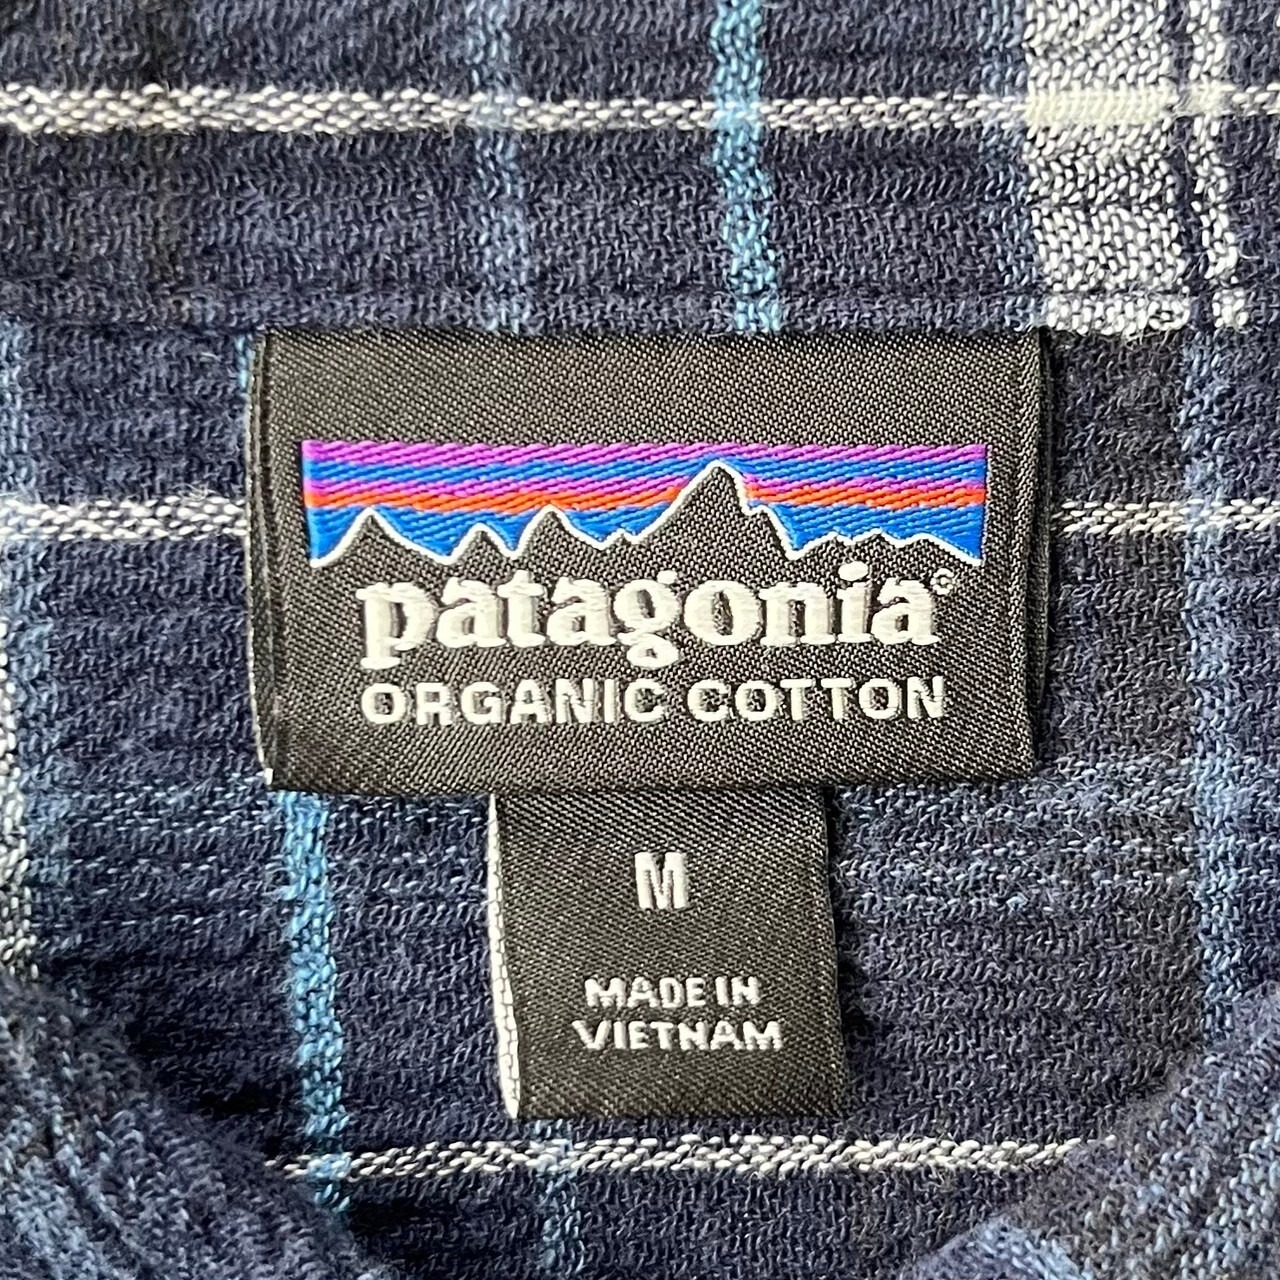 patagonia®
ORGANIC COTTON
M
MADE IN
VIETNAM